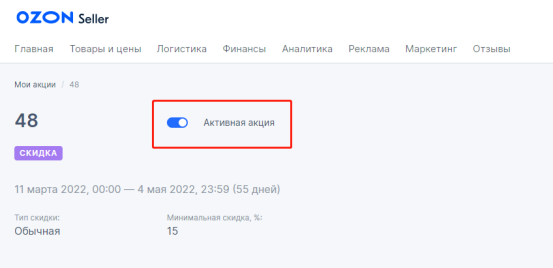 OZON Seller
Главная Товары и цены Логистика Финансы Аналитика Реклама Маркетинг Отзывы
Мои акции / 48
48 Активная акция
СКИДКА
11 марта 2022, 00:00 — 4 мая 2022, 23:59 (55 дней)
Тип скидки: Минимальная скидка, %:
Обычная 15